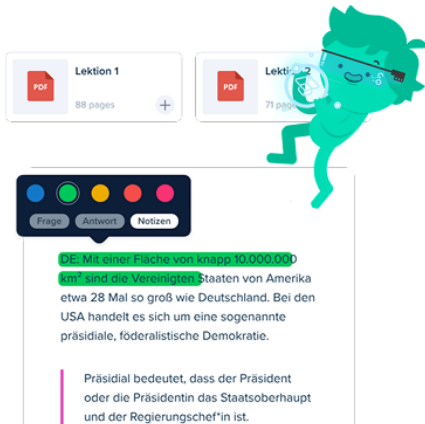 Lektion 1
PDF
88 pages
Lektion 2
PDF
71 pages
Frage Antwort Notizen
DE: Mit einer Fläche von knapp 10.000.000
km² sind die Vereinigten Staaten von Amerika
etwa 28 Mal so groß wie Deutschland. Bei den
USA handelt es sich um eine sogenannte
präsidiale, föderalistische Demokratie.
Präsidial bedeutet, dass der Präsident
oder die Präsidentin das Staatsoberhaupt
und der Regierungschef*in ist.